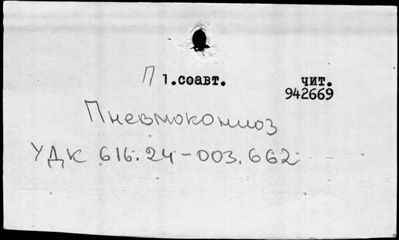 П 1.соавт. чит.
942669
Пневмокониоз
УДК 616.24-003.662